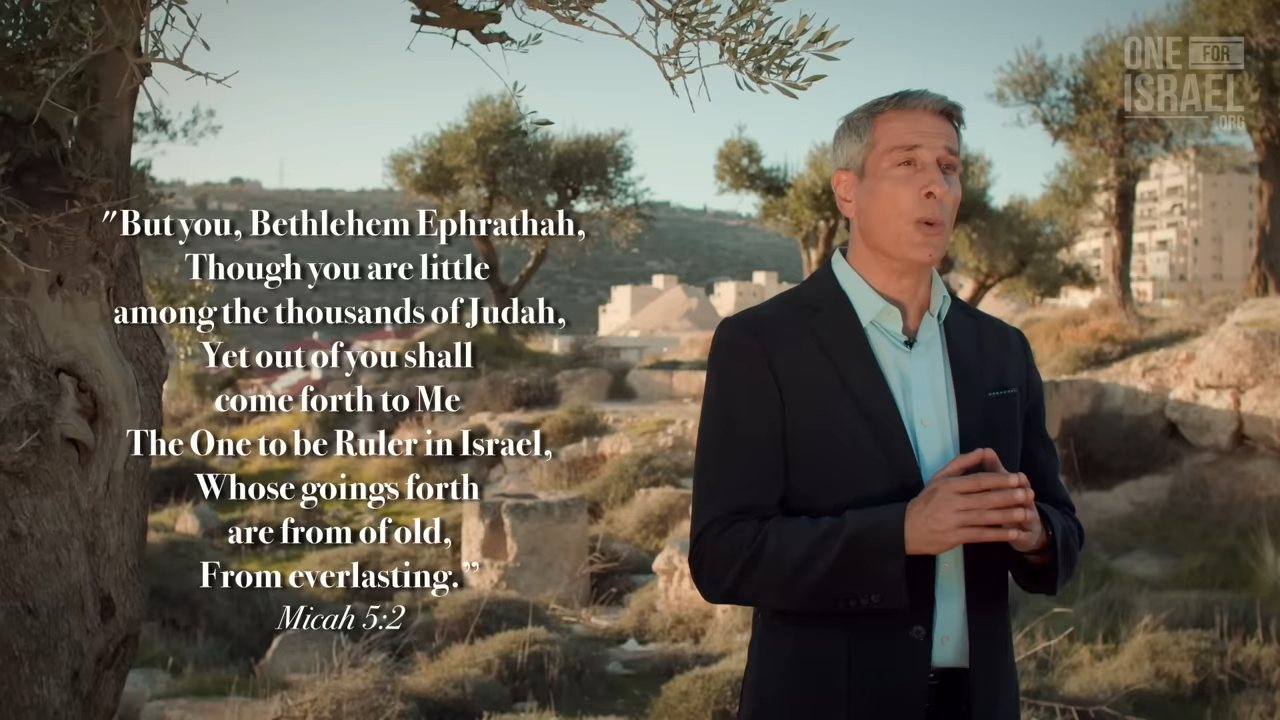 "But you, Bethlehem Ephrathah,
Though you are little
among the thousands of Judah,
Yet out of you shall
come forth to Me
The One to be Ruler in Israel,
Whose goings forth
are from of old,
From everlasting.”
Micah 5:2
ONE FOR
ISRAEL
.ORG